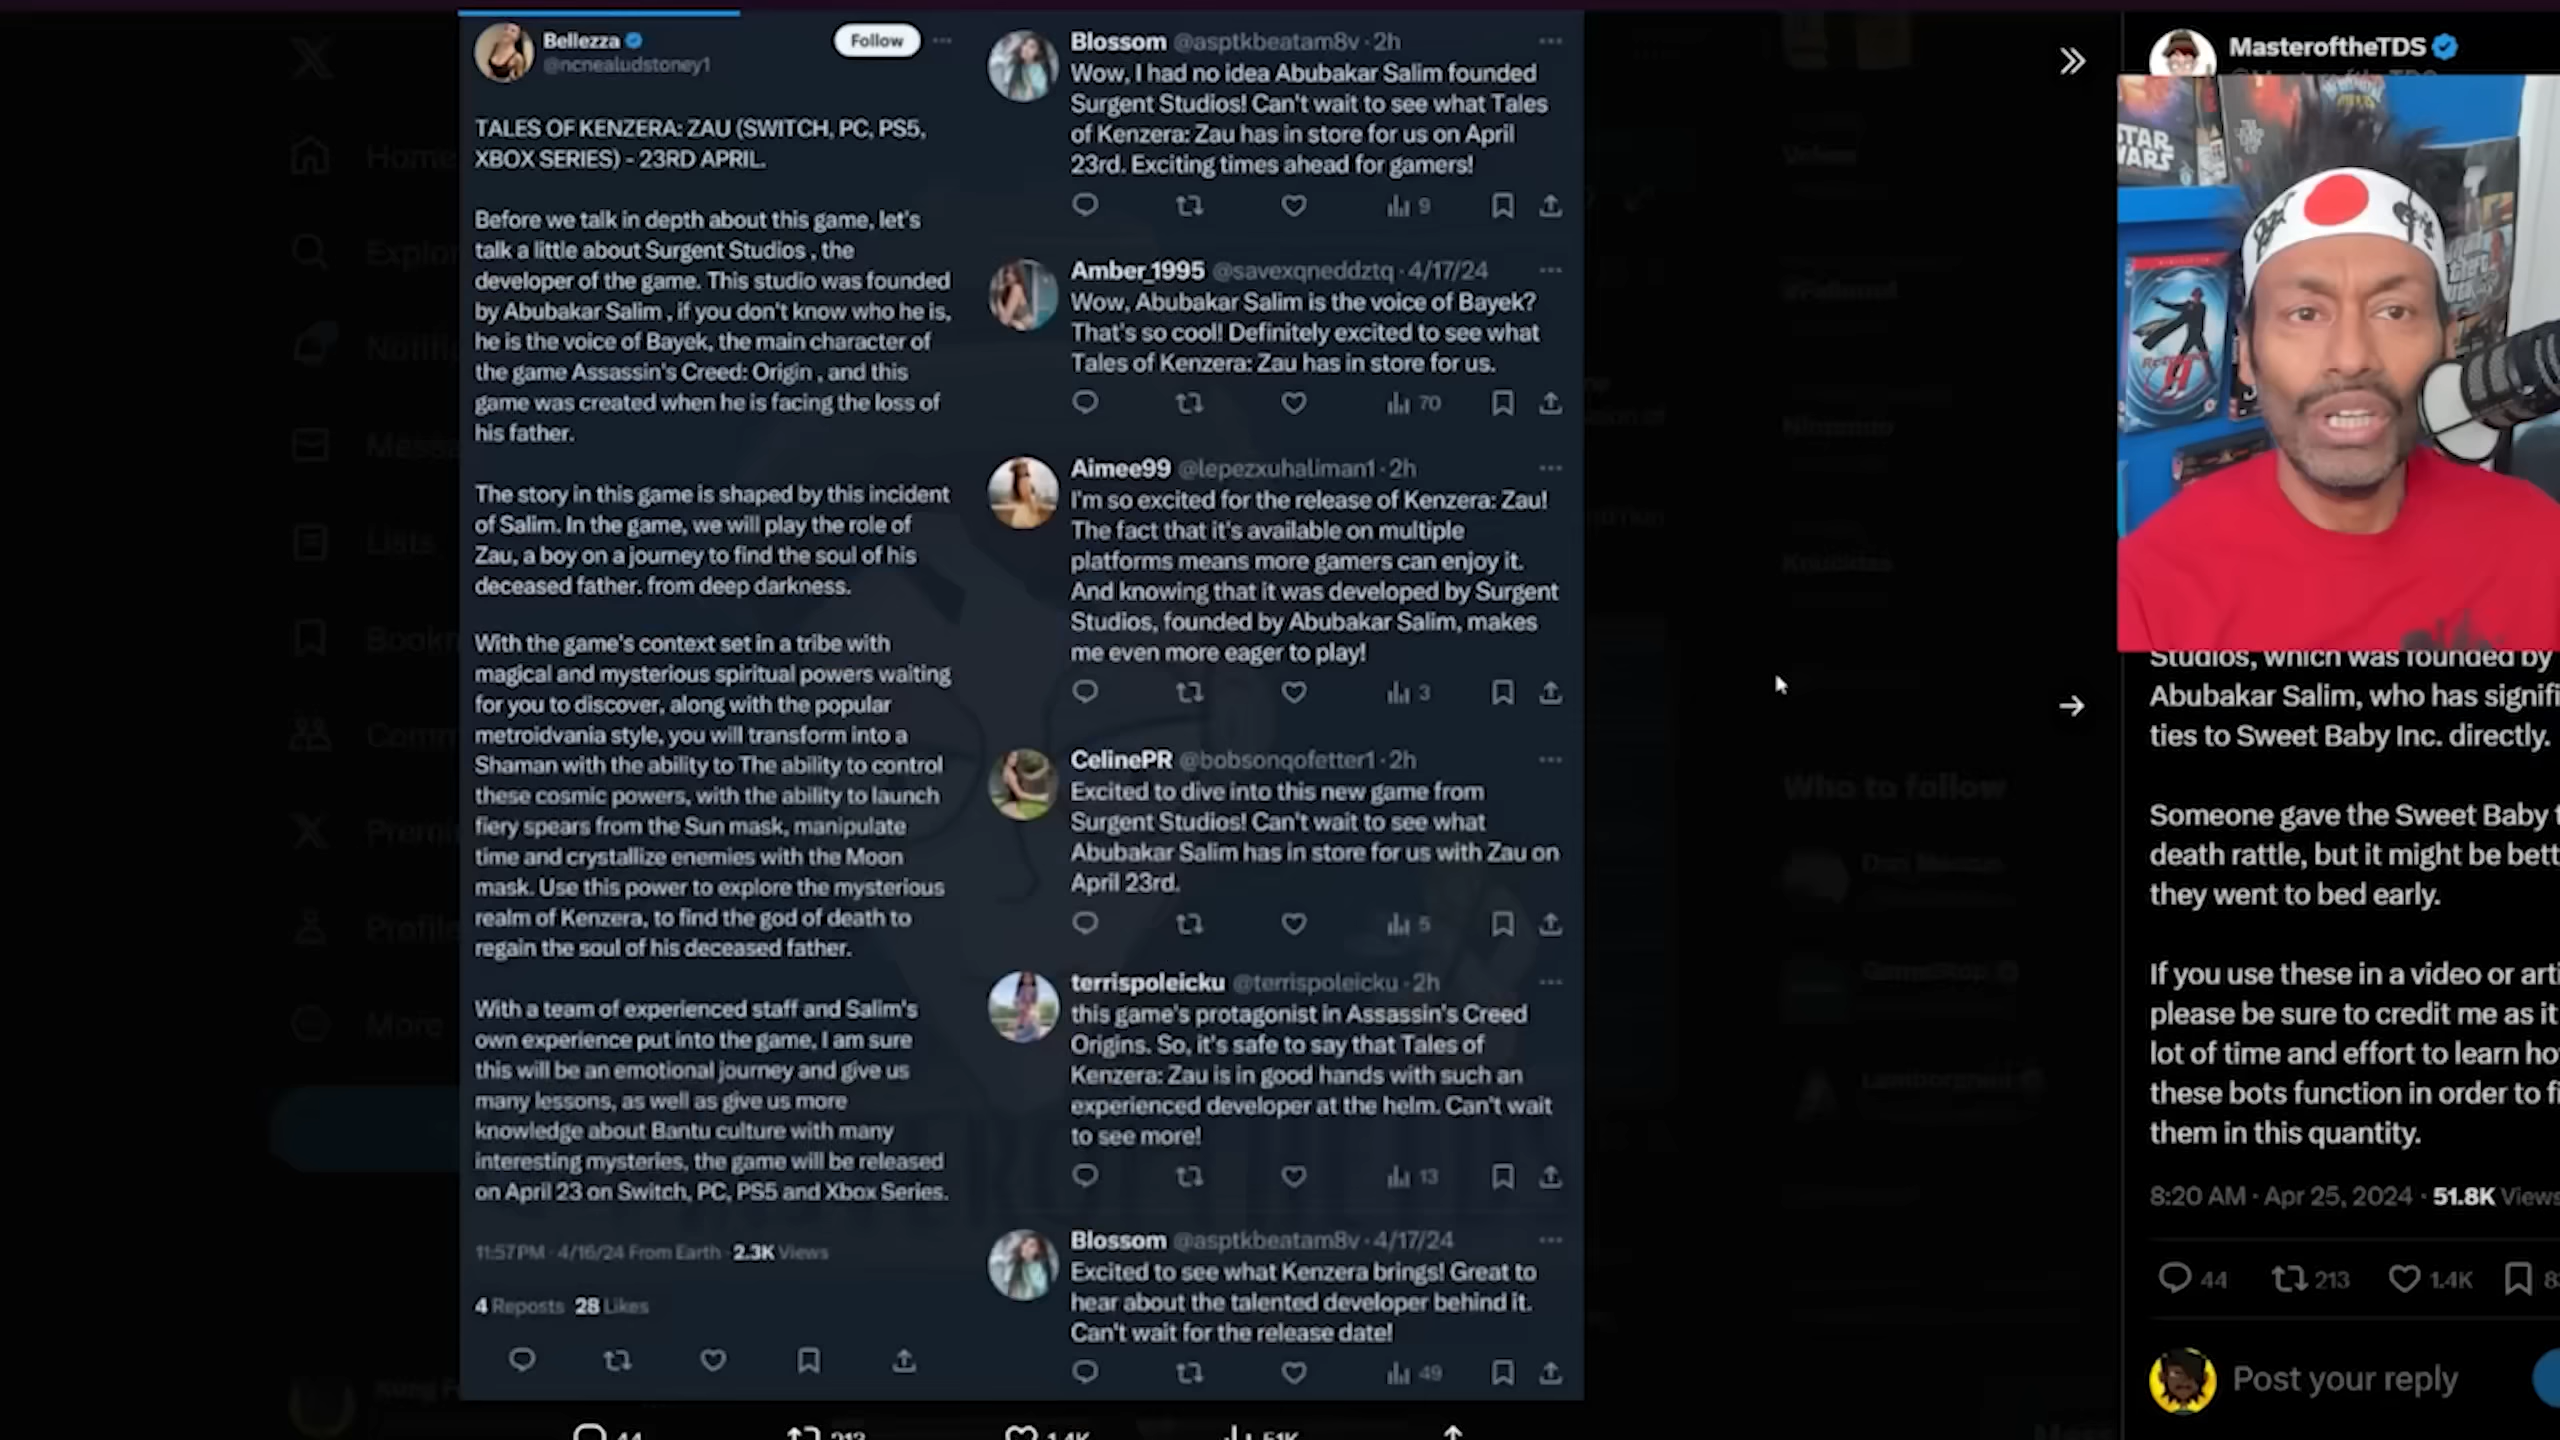 Bellezza
@ncnealudstoney1
Follow
TALES OF KENZERA: ZAU (SWITCH, PC, PS5,
XBOX SERIES) - 23RD APRIL.
Before we talk in depth about this game, let's
talk a little about Surgent Studios , the
developer of the game. This studio was founded
by Abubakar Salim , if you don't know who he is,
he is the voice of Bayek, the main character of
the game Assassin's Creed: Origin , and this
game was created when he is facing the loss of
his father.
The story in this game is shaped by this incident
of Salim. In the game, we will play the role of
Zau, a boy on a journey to find the soul of his
deceased father. from deep darkness.
With the game's context set in a tribe with
magical and mysterious spiritual powers waiting
for you to discover, along with the popular
metroidvania style, you will transform into a
Shaman with the ability to The ability to control
these cosmic powers, with the ability to launch
fiery spears from the Sun mask, manipulate
time and crystallize enemies with the Moon
mask. Use this power to explore the mysterious
realm of Kenzera, to find the god of death to
regain the soul of his deceased father.
With a team of experienced staff and Salim's
own experience put into the game, I am sure
this will be an emotional journey and give us
many lessons, as well as give us more
knowledge about Bantu culture with many
interesting mysteries, the game will be released
on April 23 on Switch, PC, PS5 and Xbox Series.
11:57 PM · 4/16/24 From Earth · 2.3K Views
4 Reposts 28 Likes
Blossom @asptkbeatam8v · 2h
Wow, I had no idea Abubakar Salim founded
Surgent Studios! Can't wait to see what Tales
of Kenzera: Zau has in store for us on April
23rd. Exciting times ahead for gamers!
9
Amber_1995 @savexqneddztq · 4/17/24
Wow, Abubakar Salim is the voice of Bayek?
That's so cool! Definitely excited to see what
Tales of Kenzera: Zau has in store for us.
70
Aimee99 @lepezxuhaliman1 · 2h
I'm so excited for the release of Kenzera: Zau!
The fact that it's available on multiple
platforms means more gamers can enjoy it.
And knowing that it was developed by Surgent
Studios, founded by Abubakar Salim, makes
me even more eager to play!
3
CelinePR @bobsonqofetter1 · 2h
Excited to dive into this new game from
Surgent Studios! Can't wait to see what
Abubakar Salim has in store for us with Zau on
April 23rd.
5
terrispoleicku @terrispoleicku · 2h
this game's protagonist in Assassin's Creed
Origins. So, it's safe to say that Tales of
Kenzera: Zau is in good hands with such an
experienced developer at the helm. Can't wait
to see more!
13
Blossom @asptkbeatam8v · 4/17/24
Excited to see what Kenzera brings! Great to
hear about the talented developer behind it.
Can't wait for the release date!
49
44 213 1.4K 51K
Home
Lists
More
Who to follow
MasteroftheTDS
STAR
WARS
Studios, which was founded by
Abubakar Salim, who has signifi
ties to Sweet Baby Inc. directly.
Someone gave the Sweet Baby
death rattle, but it might be bett
they went to bed early.
If you use these in a video or arti
please be sure to credit me as it
lot of time and effort to learn ho
these bots function in order to fi
them in this quantity.
8:20 AM · Apr 25, 2024 · 51.8K Views
44 213 1.4K 8
Post your reply